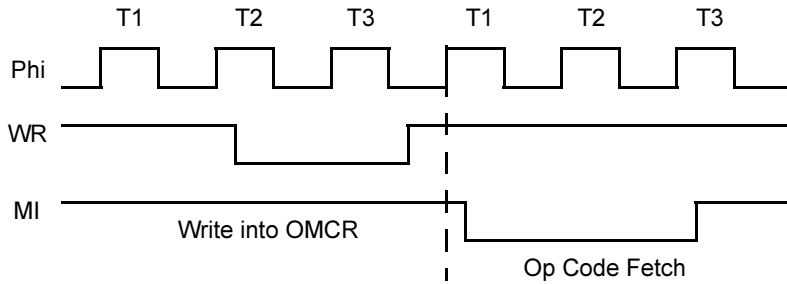 T1 T2 T3 T1 T2 T3
Phi
WR
MI
Write into OMCR
Op Code Fetch